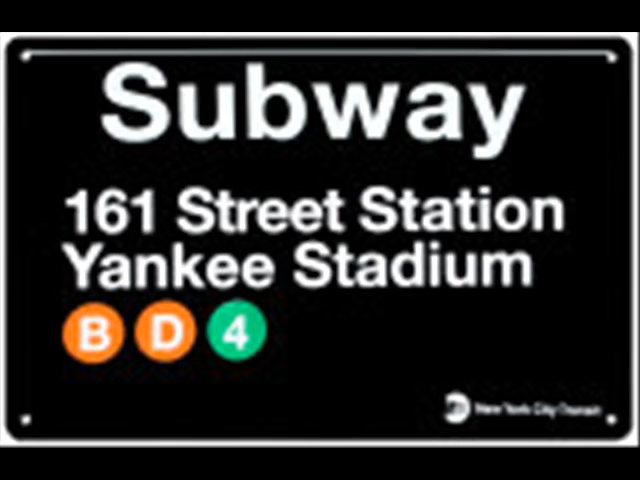 Subway
161 Street Station
Yankee Stadium
B D 4
New York City Transit